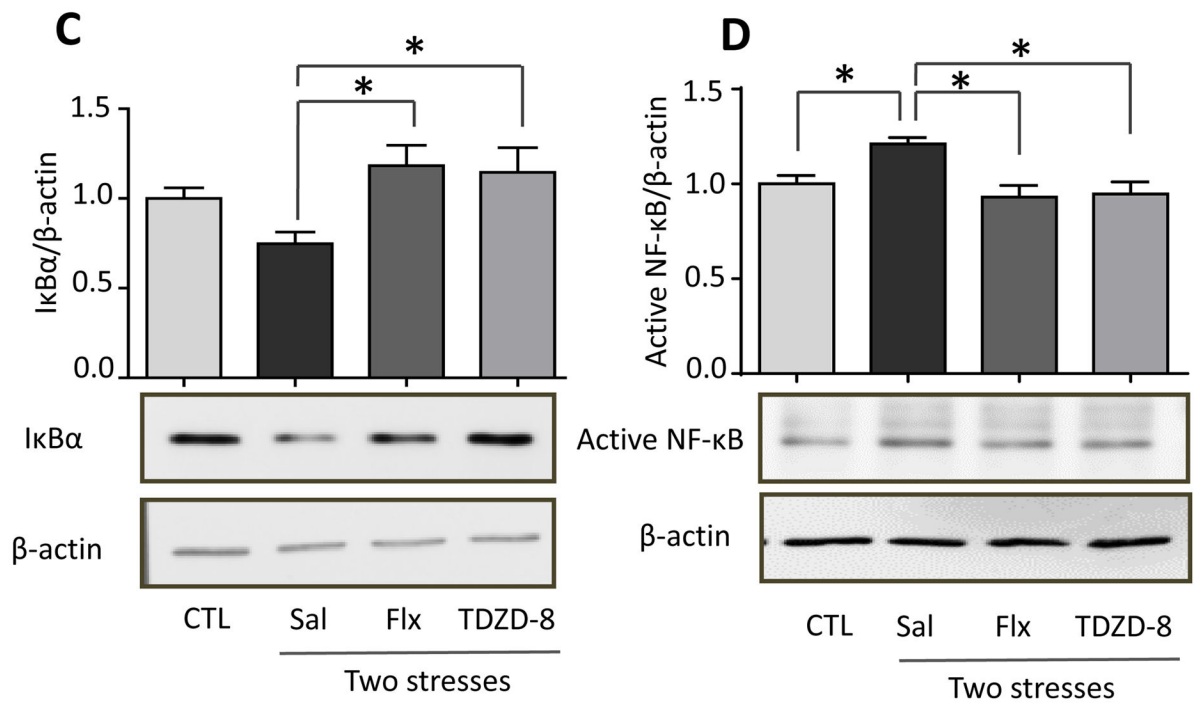 C
*
*
IκBα/β-actin
1.5
1.0
0.5
0.0
IκBα
β-actin
CTL Sal Flx TDZD-8
Two stresses
D
*
* *
Active NF-κB/β-actin
1.5
1.0
0.5
0.0
Active NF-κB
β-actin
CTL Sal Flx TDZD-8
Two stresses